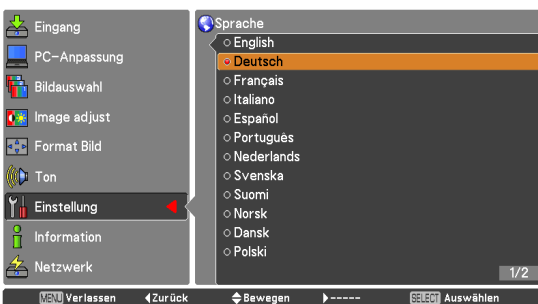 Eingang
PC-Anpassung
Bildauswahl
Image adjust
Format Bild
Ton
Einstellung
Information
Netzwerk
Sprache
English
Deutsch
Français
Italiano
Español
Português
Nederlands
Svenska
Suomi
Norsk
Dansk
Polski
1/2
MENU Verlassen ◀Zurück ◆Bewegen ▶----- SELECT Auswählen